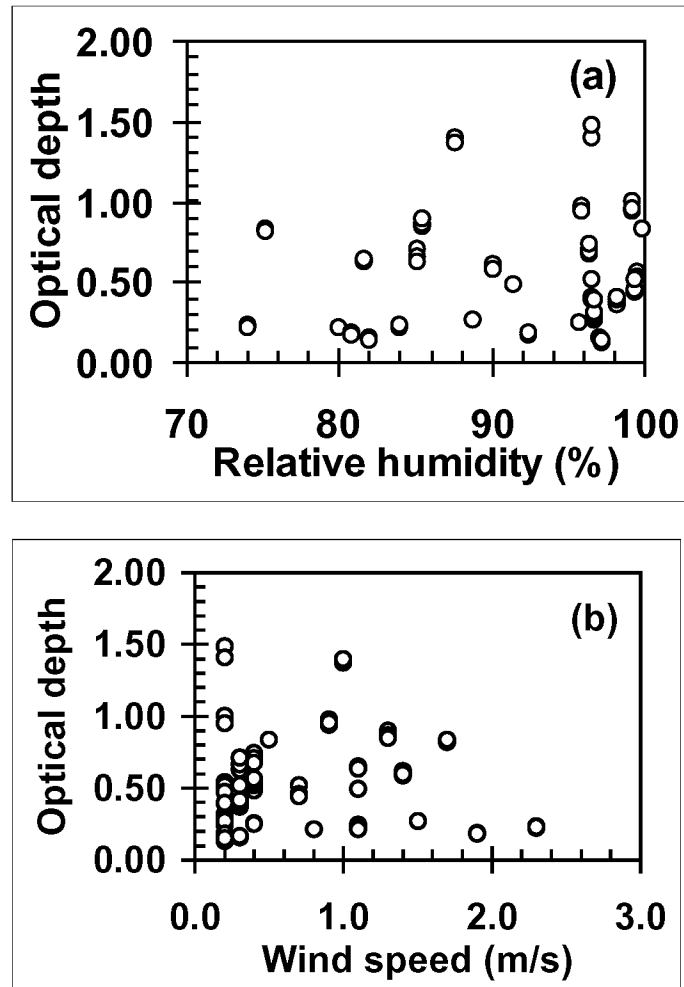 (a)
Optical depth
2.00
1.50
1.00
0.50
0.00
70 80 90 100
Relative humidity (%)
(b)
Optical depth
2.00
1.50
1.00
0.50
0.00
0.0 1.0 2.0 3.0
Wind speed (m/s)